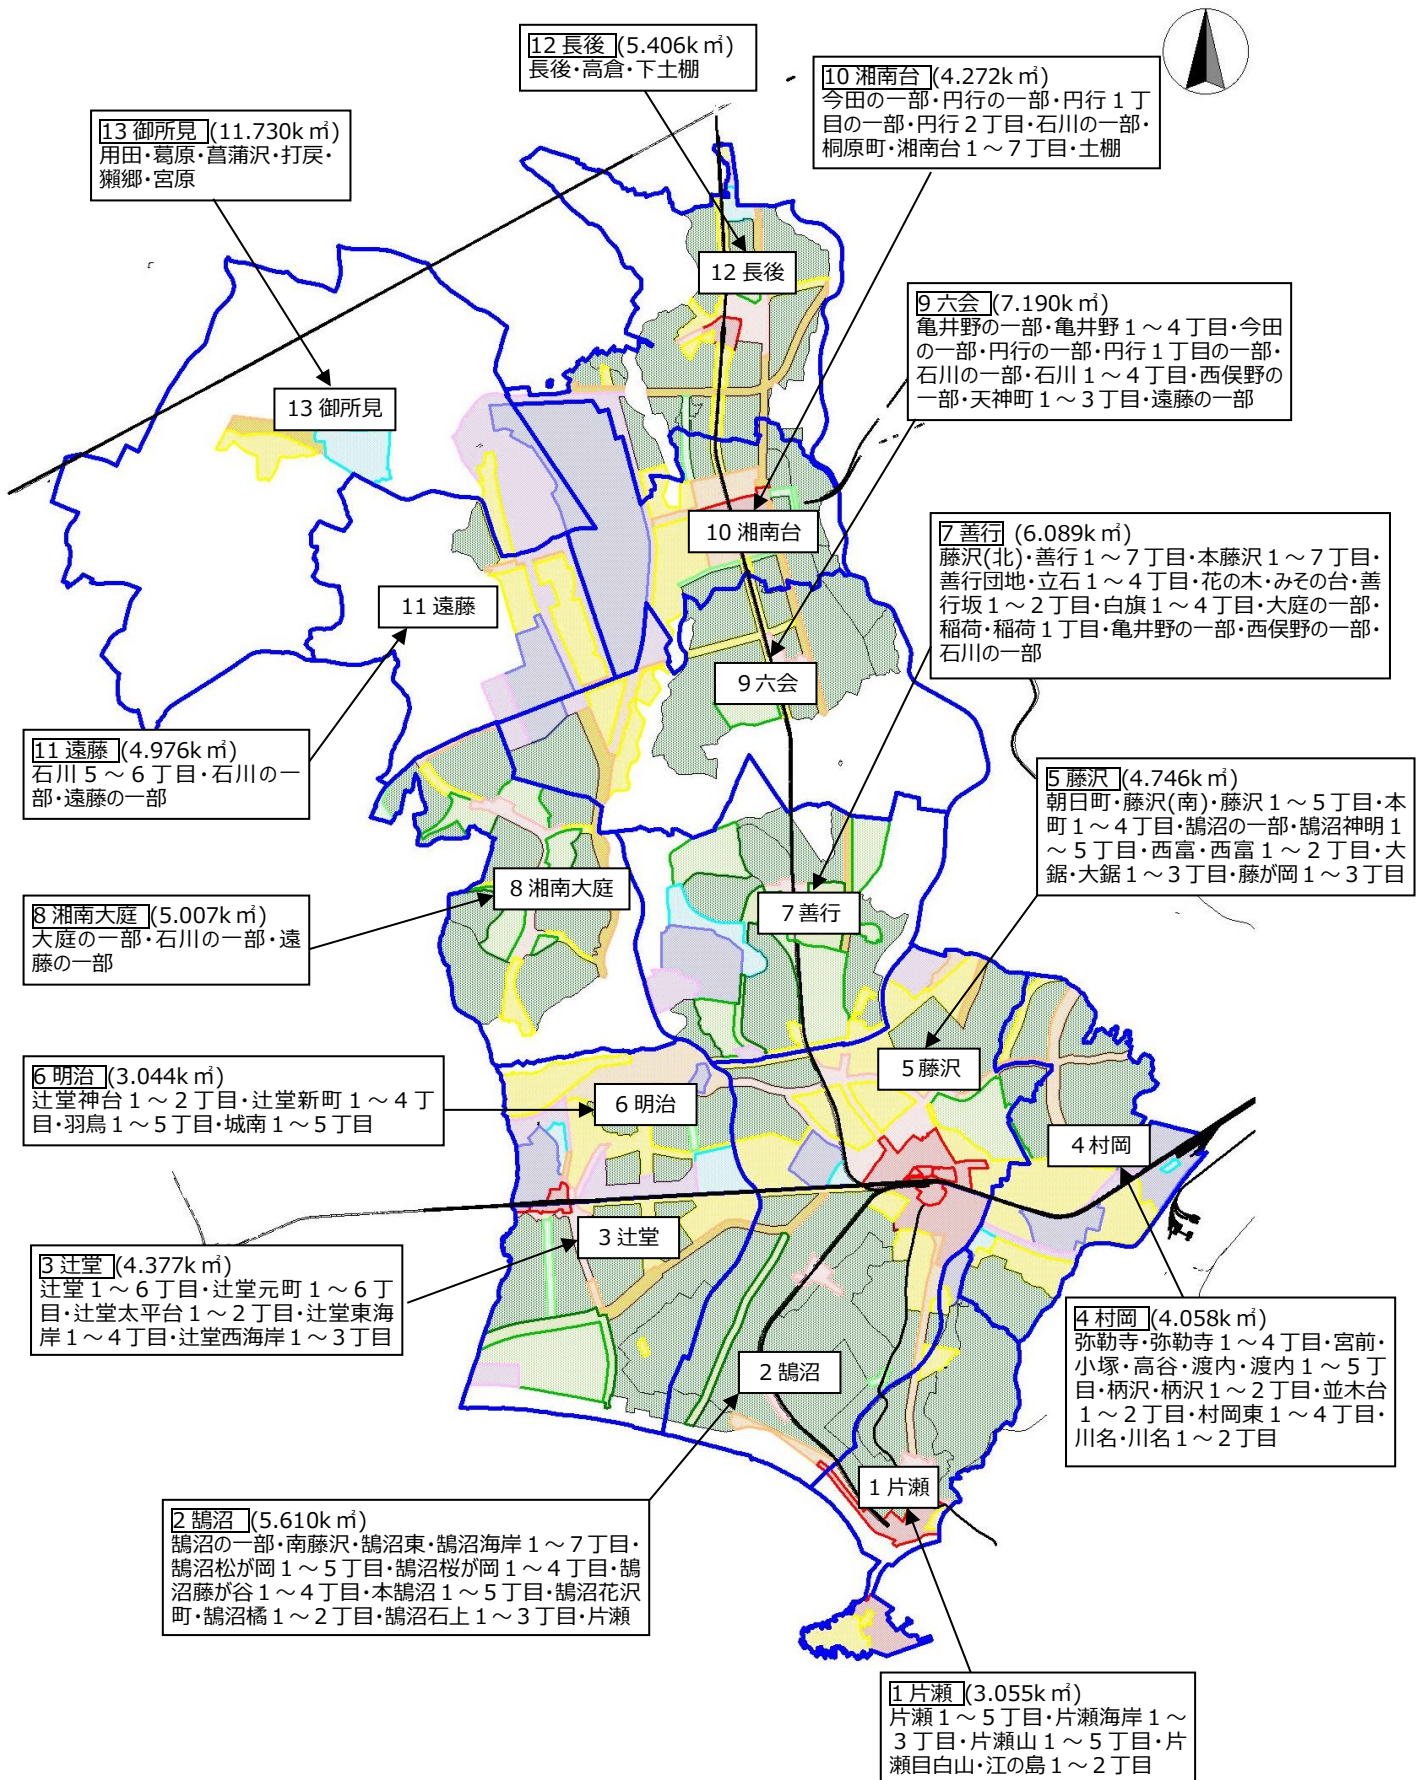 12 長後 (5.406k㎡)
長後・高倉・下土棚
10 湘南台 (4.272k㎡)
今田の一部・円行の一部・円行１丁
目の一部・円行２丁目・石川の一部・
桐原町・湘南台１～７丁目・土棚
13 御所見 (11.730k㎡)
用田・葛原・菖蒲沢・打戻・
獺郷・宮原
12 長後
9 六会 (7.190k㎡)
亀井野の一部・亀井野１～４丁目・今田
の一部・円行の一部・円行１丁目の一部・
石川の一部・石川１～４丁目・西俣野の
一部・天神町１～３丁目・遠藤の一部
13 御所見
10 湘南台
7 善行 (6.089k㎡)
藤沢(北)・善行１～７丁目・本藤沢１～７丁目・
善行団地・立石１～４丁目・花の木・みその台・善
行坂１～２丁目・白旗１～４丁目・大庭の一部・
稲荷・稲荷１丁目・亀井野の一部・西俣野の一部・
石川の一部
11 遠藤
9 六会
11 遠藤 (4.976k㎡)
石川５～６丁目・石川の一
部・遠藤の一部
5 藤沢 (4.746k㎡)
朝日町・藤沢(南)・藤沢１～５丁目・本
町１～４丁目・鵠沼の一部・鵠沼神明１
～５丁目・西富・西富１～２丁目・大
鋸・大鋸１～３丁目・藤が岡１～３丁目
8 湘南大庭
7 善行
8 湘南大庭 (5.007k㎡)
大庭の一部・石川の一部・遠
藤の一部
5 藤沢
6 明治 (3.044k㎡)
辻堂神台１～２丁目・辻堂新町１～４丁
目・羽鳥１～５丁目・城南１～５丁目
6 明治
4 村岡
3 辻堂
3 辻堂 (4.377k㎡)
辻堂１～６丁目・辻堂元町１～６丁
目・辻堂太平台１～２丁目・辻堂東海
岸１～４丁目・辻堂西海岸１～３丁目
4 村岡 (4.058k㎡)
弥勒寺・弥勒寺１～４丁目・宮前・
小塚・高谷・渡内・渡内１～５丁
目・柄沢・柄沢１～２丁目・並木台
１～２丁目・村岡東１～４丁目・
川名・川名１～２丁目
2 鵠沼
1 片瀬
2 鵠沼 (5.610k㎡)
鵠沼の一部・南藤沢・鵠沼東・鵠沼海岸１～７丁目・
鵠沼松が岡１～５丁目・鵠沼桜が岡１～４丁目・鵠
沼藤が谷１～４丁目・本鵠沼１～５丁目・鵠沼花沢
町・鵠沼橘１～２丁目・鵠沼石上１～３丁目・片瀬
1 片瀬 (3.055k㎡)
片瀬１～５丁目・片瀬海岸１～
３丁目・片瀬山１～５丁目・片
瀬目白山・江の島１～２丁目